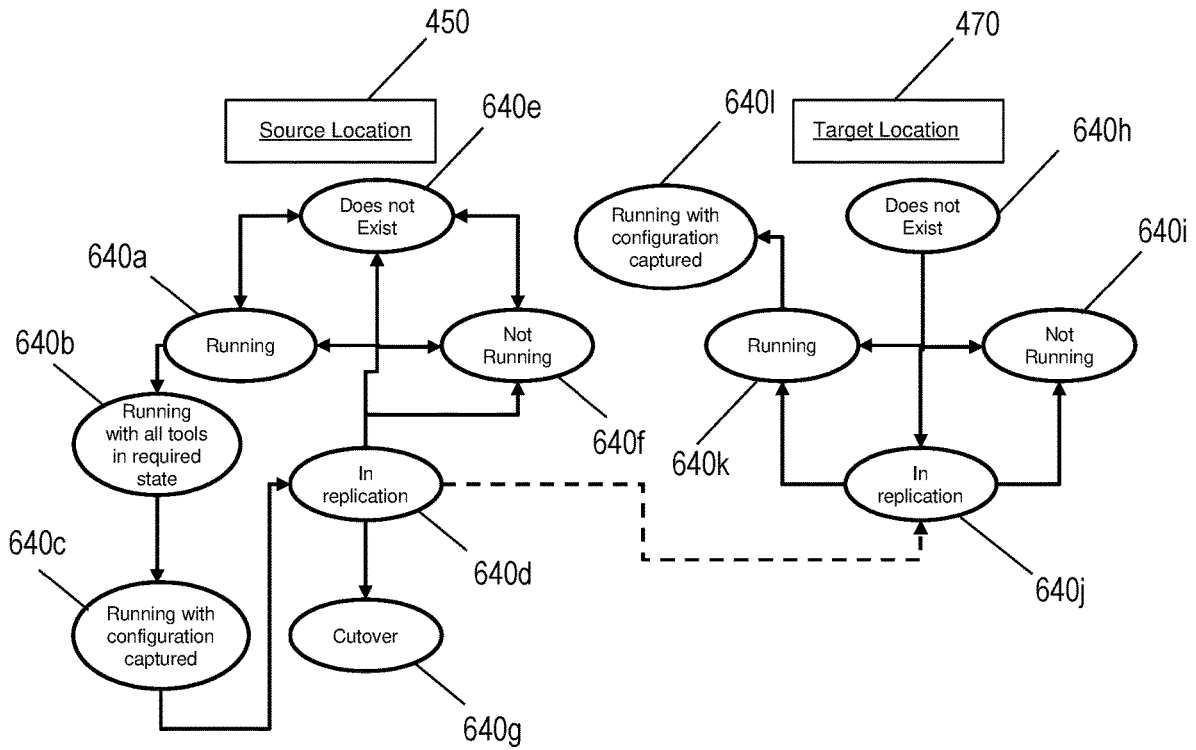 450
470
640e
640l
Source Location
Target Location
640h
Does not
Exist
Running with
configuration
captured
Does not
Exist
640a
640i
640b
Running
Not
Running
Running
Not
Running
Running
with all tools
in required
state
640f
640k
In
replication
In
replication
640c
640d
640j
Running with
configuration
captured
Cutover
640g